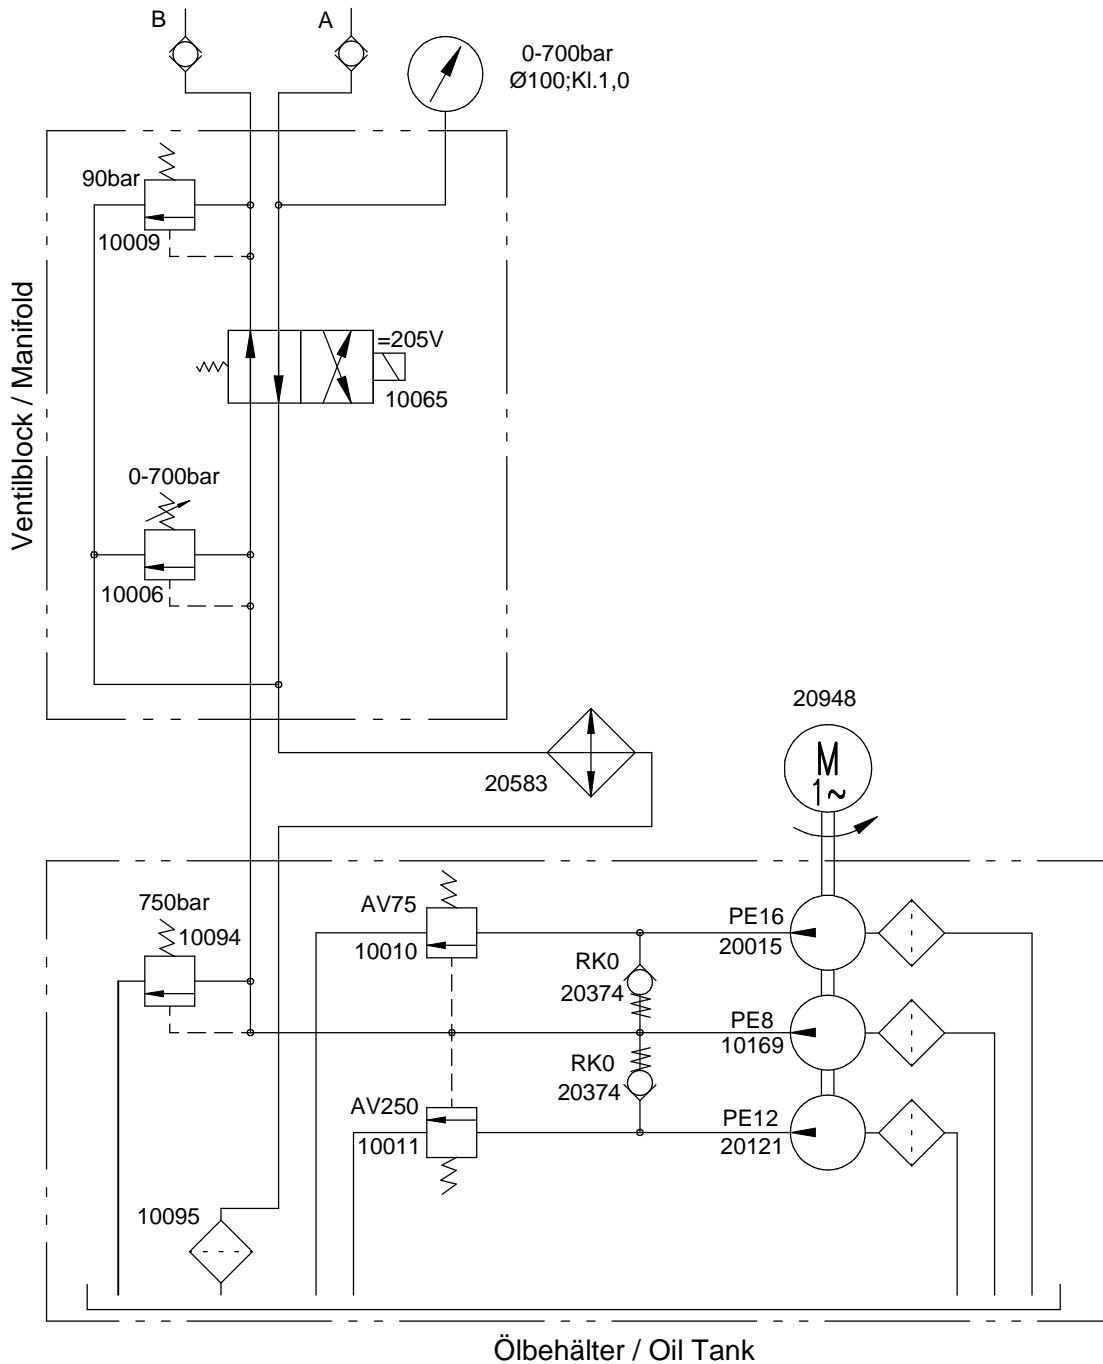 B
A
0-700bar
Ø100;Kl.1,0
90bar
10009
Ventilblock / Manifold
=205V
10065
0-700bar
10006
20583
20948
M
1~
750bar
10094
AV75
10010
PE16
20015
RK0
20374
PE8
10169
RK0
20374
AV250
10011
PE12
20121
10095
Ölbehälter / Oil Tank